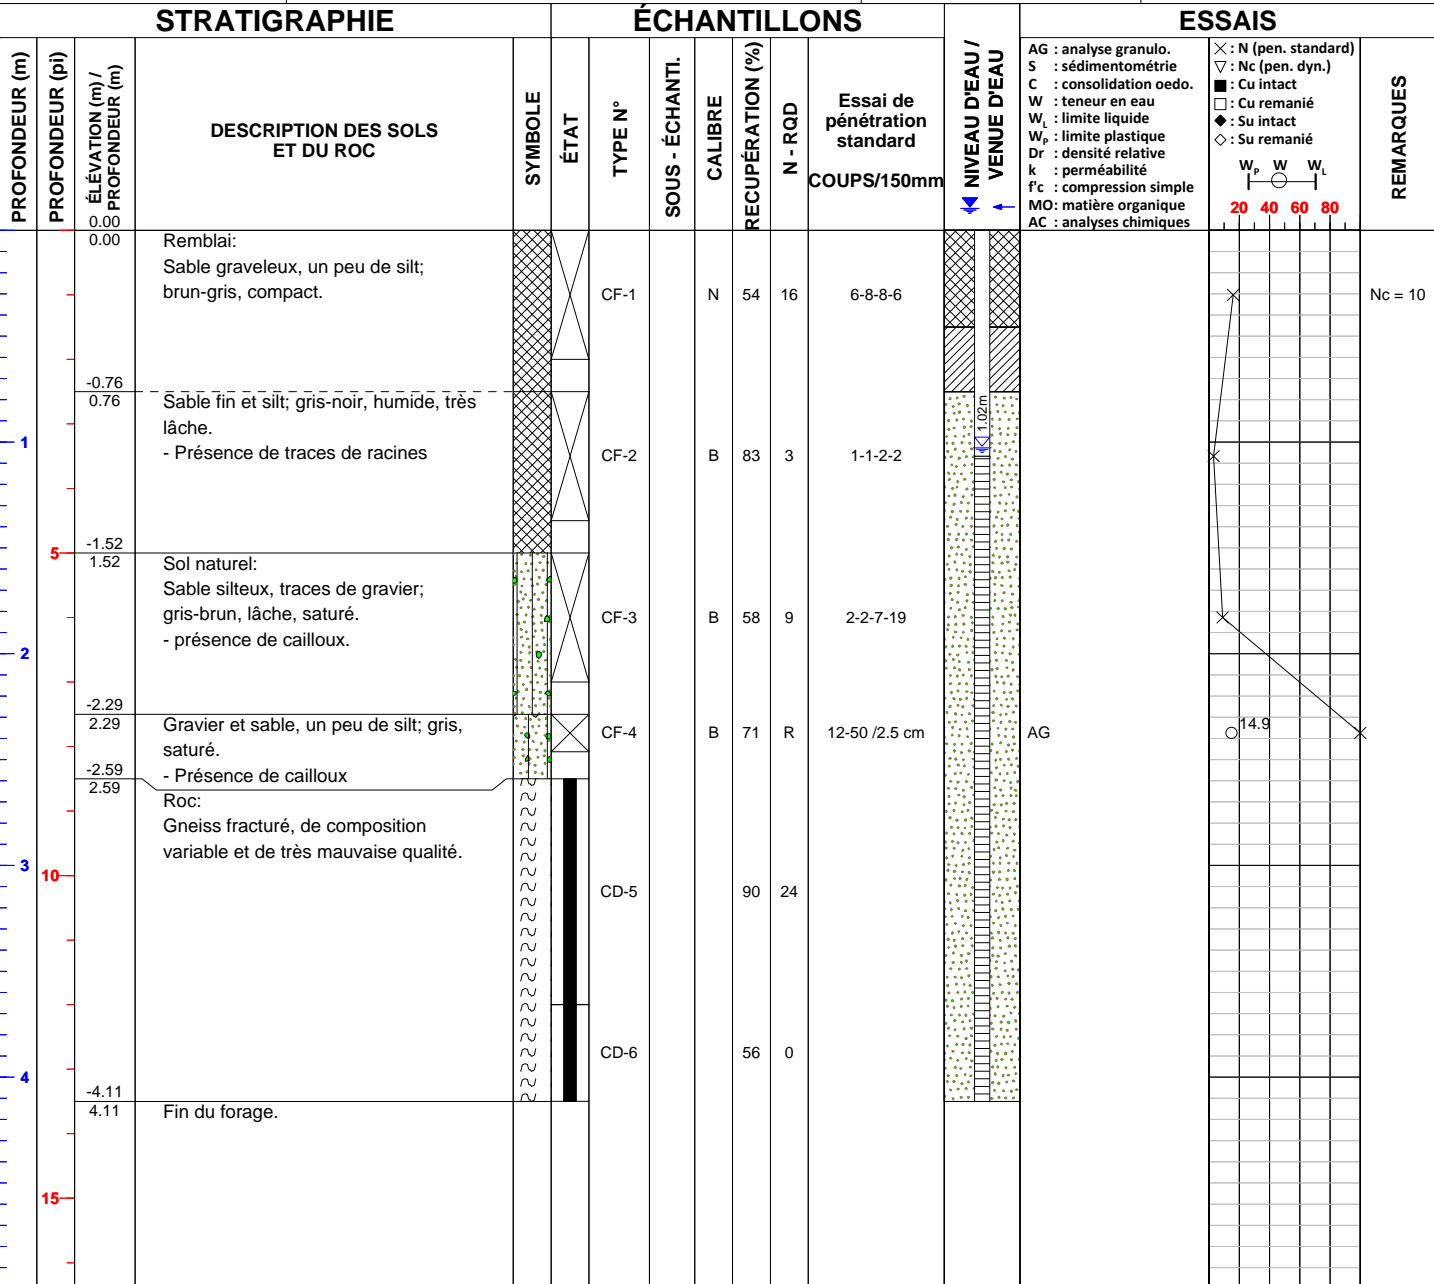 STRATIGRAPHIE
ÉCHANTILLONS
ESSAIS
PROFONDEUR (m)
PROFONDEUR (pi)
ÉLÉVATION (m) /
PROFONDEUR (m)
DESCRIPTION DES SOLS
ET DU ROC
SYMBOLE
ÉTAT
TYPE N°
SOUS - ÉCHANTI.
CALIBRE
RECUPÉRATION (%)
N - RQD
Essai de
pénétration
standard
COUPS/150mm
NIVEAU D'EAU /
VENUE D'EAU
AG : analyse granulo.
S : sédimentométrie
C : consolidation oedo.
W : teneur en eau
WL : limite liquide
WP : limite plastique
Dr : densité relative
k : perméabilité
f'c : compression simple
MO: matière organique
AC : analyses chimiques
× : N (pen. standard)
▽ : Nc (pen. dyn.)
■ : Cu intact
□ : Cu remanié
◆ : Su intact
◇ : Su remanié
WP W WL
20 40 60 80
REMARQUES
0.00
0.00
Remblai:
Sable graveleux, un peu de silt;
brun-gris, compact.
CF-1 N 54 16 6-8-8-6
Nc = 10
-0.76
0.76
Sable fin et silt; gris-noir, humide, très
lâche.
- Présence de traces de racines
CF-2 B 83 3 1-1-2-2
1.02m
1
-1.52
5
1.52
Sol naturel:
Sable silteux, traces de gravier;
gris-brun, lâche, saturé.
- présence de cailloux.
CF-3 B 58 9 2-2-7-19
2
-2.29
2.29
Gravier et sable, un peu de silt; gris,
saturé.
- Présence de cailloux
CF-4 B 71 R 12-50 /2.5 cm
AG
14.9
-2.59
2.59
Roc:
Gneiss fracturé, de composition
variable et de très mauvaise qualité.
3
10
CD-5 90 24
CD-6 56 0
4
-4.11
4.11
Fin du forage.
15